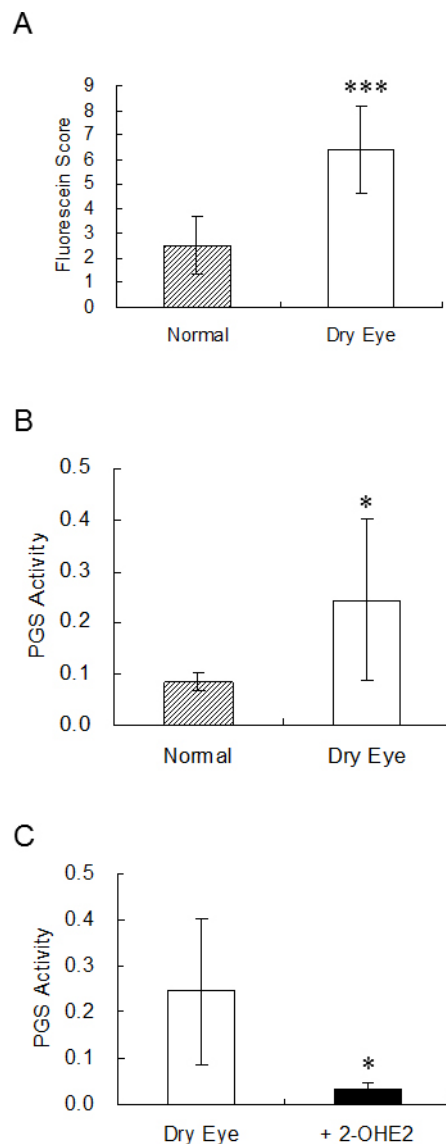 A
Fluorescein Score
9
8
7
6
5
4
3
2
1
0
***
Normal Dry Eye
B
PGS Activity
0.5
0.4
0.3
0.2
0.1
0.0
*
Normal Dry Eye
C
PGS Activity
0.5
0.4
0.3
0.2
0.1
0.0
*
Dry Eye + 2-OHE2